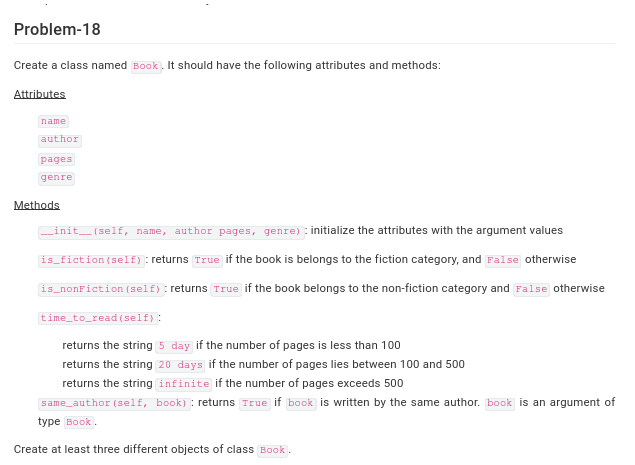 Problem-18
Create a class named Book. It should have the following attributes and methods:
Attributes
name
author
pages
genre
Methods
__init__(self, name, author pages, genre): initialize the attributes with the argument values
is_fiction(self): returns True if the book is belongs to the fiction category, and False otherwise
is_nonFiction(self): returns True if the book belongs to the non-fiction category and False otherwise
time_to_read(self):
returns the string 5 day if the number of pages is less than 100
returns the string 20 days if the number of pages lies between 100 and 500
returns the string infinite if the number of pages exceeds 500
same_author(self, book): returns True if book is written by the same author. book is an argument of
type Book.
Create at least three different objects of class Book.